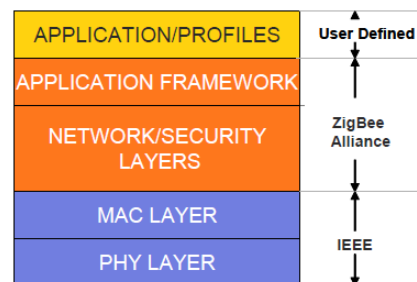 APPLICATION/PROFILES
User Defined
APPLICATION FRAMEWORK
NETWORK/SECURITY
LAYERS
ZigBee
Alliance
MAC LAYER
IEEE
PHY LAYER